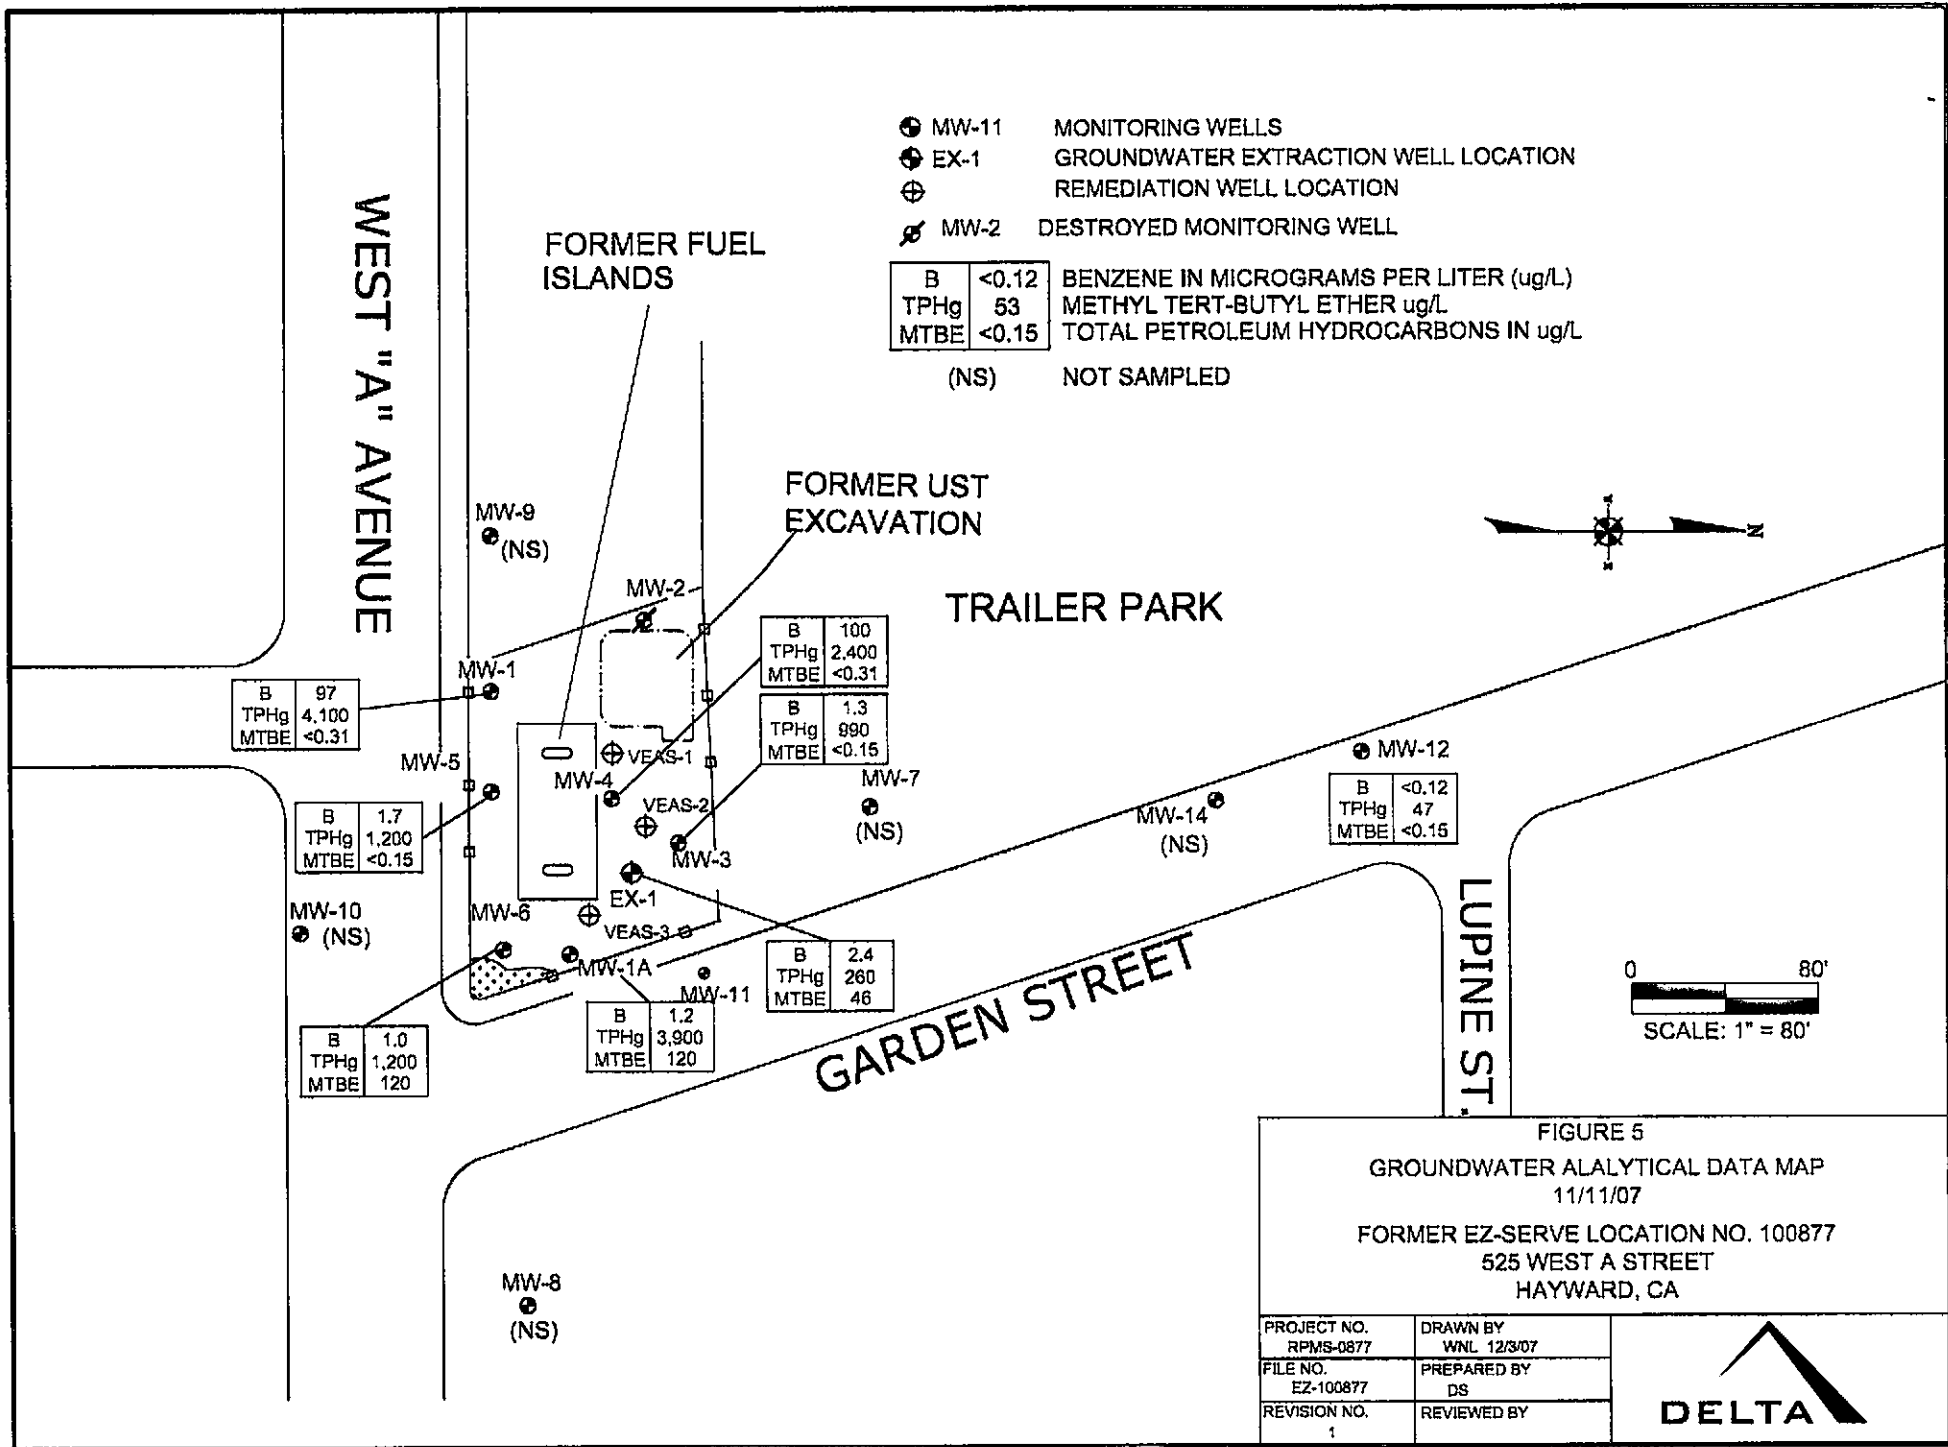 MW-11 MONITORING WELLS
EX-1 GROUNDWATER EXTRACTION WELL LOCATION
REMEDIATION WELL LOCATION
MW-2 DESTROYED MONITORING WELL
B <0.12 BENZENE IN MICROGRAMS PER LITER (ug/L)
TPHg 53 METHYL TERT-BUTYL ETHER ug/L
MTBE <0.15 TOTAL PETROLEUM HYDROCARBONS IN ug/L
(NS) NOT SAMPLED
WEST "A" AVENUE
FORMER FUEL
ISLANDS
FORMER UST
EXCAVATION
MW-9
(NS)
N
MW-2
TRAILER PARK
B 100
TPHg 2,400
MTBE <0.31
MW-1
B 97
TPHg 4,100
MTBE <0.31
B 1.3
TPHg 990
MTBE <0.15
VEAS-1
MW-5
MW-4
MW-7
(NS)
MW-12
B <0.12
TPHg 47
MTBE <0.15
MW-14
(NS)
VEAS-2
B 1.7
TPHg 1,200
MTBE <0.15
MW-3
EX-1
MW-10
(NS)
MW-6
VEAS-3
MW-1A
MW-11
B 2.4
TPHg 260
MTBE 46
B 1.2
TPHg 3,900
MTBE 120
B 1.0
TPHg 1,200
MTBE 120
GARDEN STREET
LUPINE ST.
0 80'
SCALE: 1" = 80'
MW-8
(NS)
FIGURE 5
GROUNDWATER ALALYTICAL DATA MAP
11/11/07
FORMER EZ-SERVE LOCATION NO. 100877
525 WEST A STREET
HAYWARD, CA
PROJECT NO.
RPMS-0877
DRAWN BY
WNL 12/3/07
FILE NO.
EZ-100877
PREPARED BY
DS
REVISION NO.
1
REVIEWED BY
DELTA